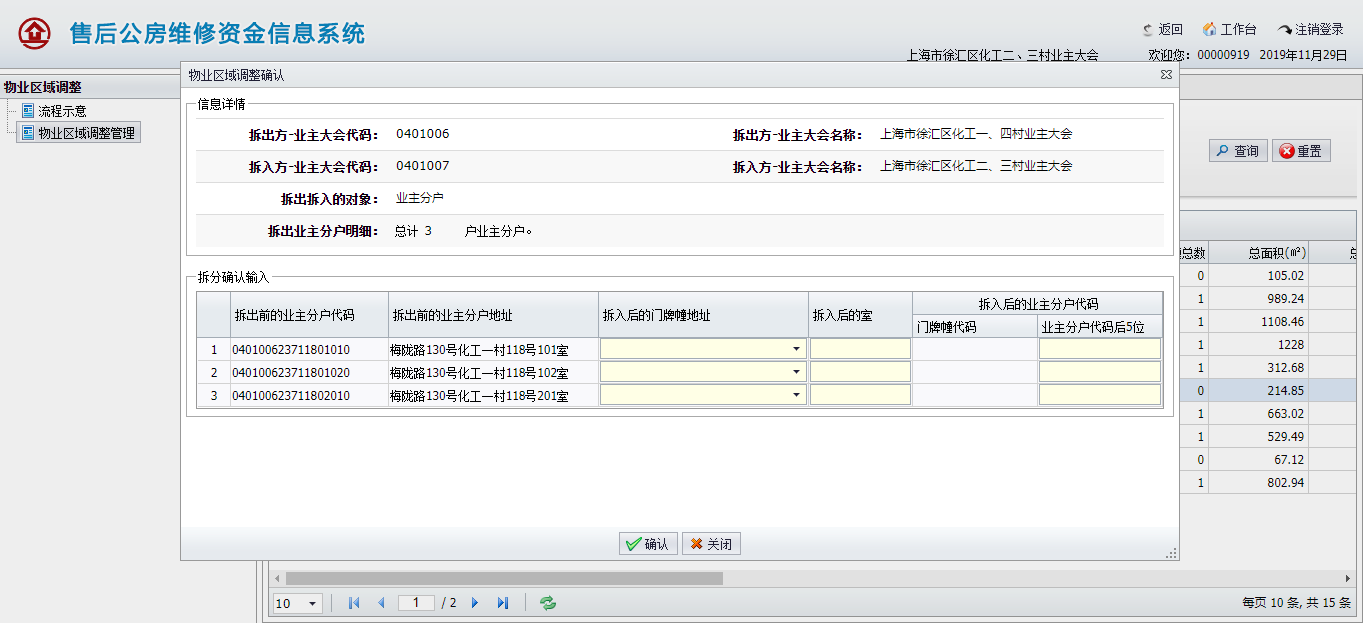 售后公房维修资金信息系统
返回 工作台 注销登录
上海市徐汇区化工二、三村业主大会 欢迎您: 00000919 2019年11月29日
物业区域调整
流程示意
物业区域调整管理
物业区域调整确认
信息详情
拆出方-业主大会代码: 0401006 拆出方-业主大会名称: 上海市徐汇区化工一、四村业主大会
拆入方-业主大会代码: 0401007 拆入方-业主大会名称: 上海市徐汇区化工二、三村业主大会
拆出拆入的对象: 业主分户
拆出业主分户明细: 总计 3 户业主分户。
拆分确认输入
拆出前的业主分户代码 拆出前的业主分户地址 拆入后的门牌幢地址 拆入后的室 拆入后的业主分户代码
门牌幢代码 业主分户代码后5位
1 040100623711801010 梅陇路130号化工一村118号101室
2 040100623711801020 梅陇路130号化工一村118号102室
3 040100623711802010 梅陇路130号化工一村118号201室
确认 关闭
查询 重置
总数 总面积(㎡)
0 105.02
1 989.24
1 1108.46
1 1228
1 312.68
0 214.85
1 663.02
1 529.49
0 67.12
1 802.94
10 1 / 2 每页 10 条, 共 15 条